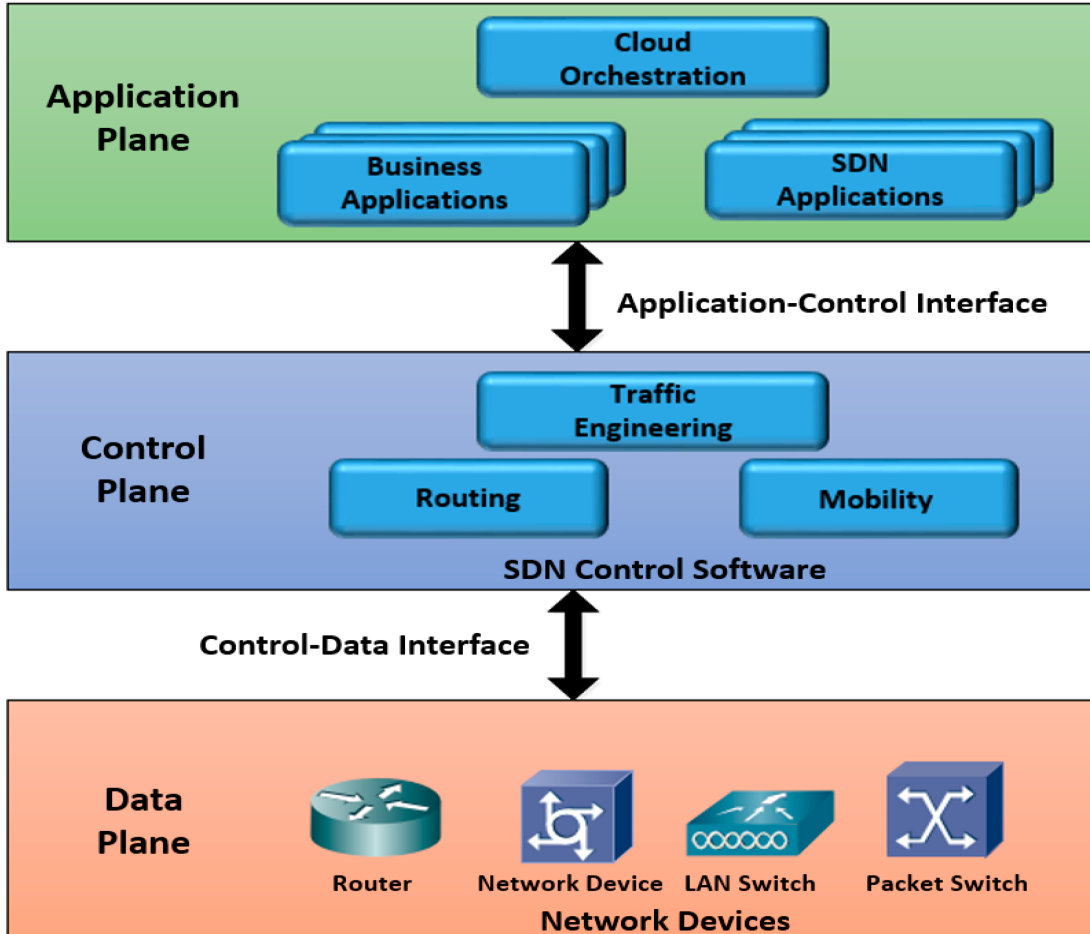 Application
Plane
Cloud
Orchestration
Business
Applications
SDN
Applications
Application-Control Interface
Control
Plane
Traffic
Engineering
Routing
Mobility
SDN Control Software
Control-Data Interface
Data
Plane
Router
Network Device
LAN Switch
Packet Switch
Network Devices